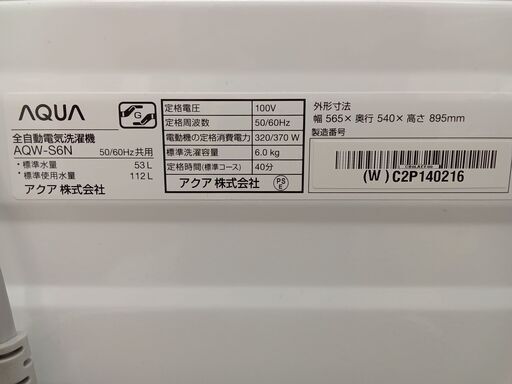 AQUA
G
全自動電気洗濯機
AQW-S6N 50/60Hz共用
・標準水量 53 L
・標準使用水量 112 L
アクア 株式会社
定格電圧 100V
定格周波数 50/60Hz
電動機の定格消費電力 320/370 W
標準洗濯容量 6.0 kg
定格時間(標準コース) 40分
アクア 株式会社
PSE
外形寸法
幅 565× 奥行 540× 高さ 895mm
製造番号
(W) C2P140216